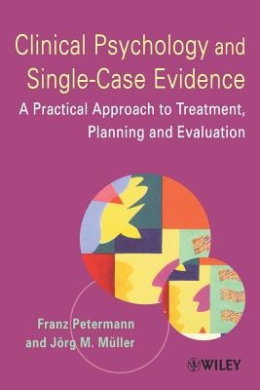 Clinical Psychology and
Single-Case Evidence
A Practical Approach to Treatment,
Planning and Evaluation
Franz Petermann
and Jörg M. Müller
WILEY